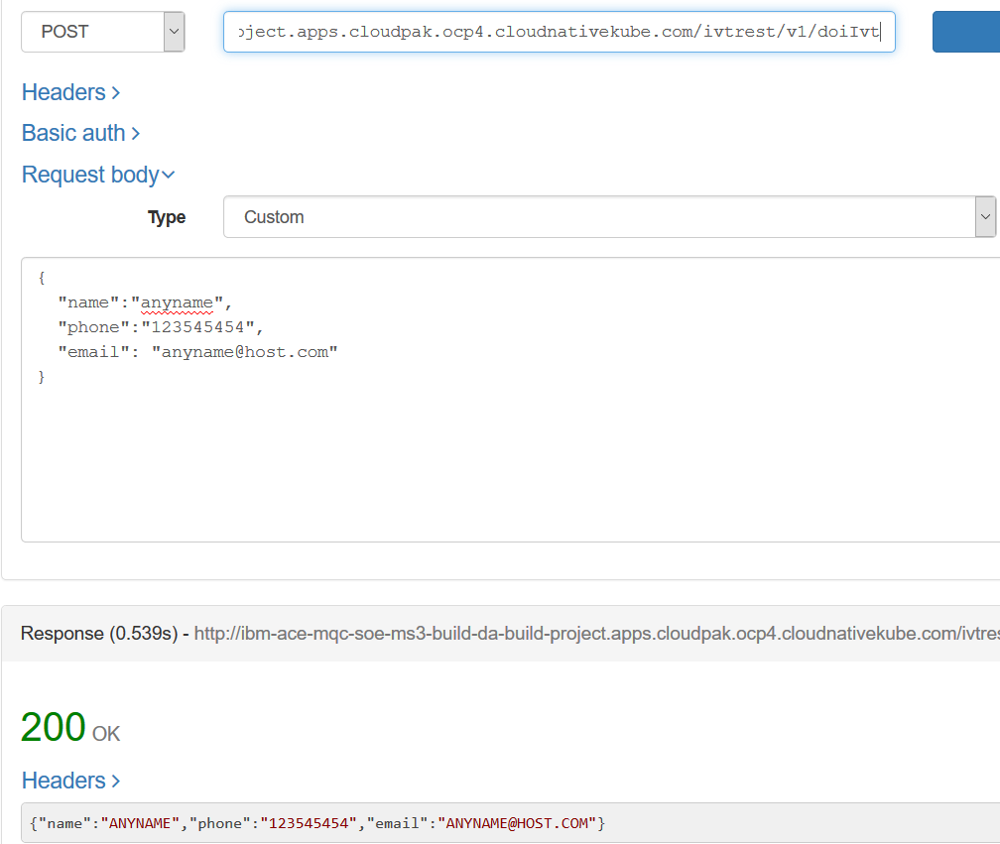 POST
oject.apps.cloudpak.ocp4.cloudnativekube.com/ivtrest/v1/doiIvt
Headers
Basic auth
Request body
Type
Custom
{
"name":"anyname",
"phone":"123545454",
"email": "anyname@host.com"
}
Response (0.539s) - http://ibm-ace-mqc-soe-ms3-build-da-build-project.apps.cloudpak.ocp4.cloudnativekube.com/ivtres
200 OK
Headers
{"name":"ANYNAME","phone":"123545454","email":"ANYNAME@HOST.COM"}